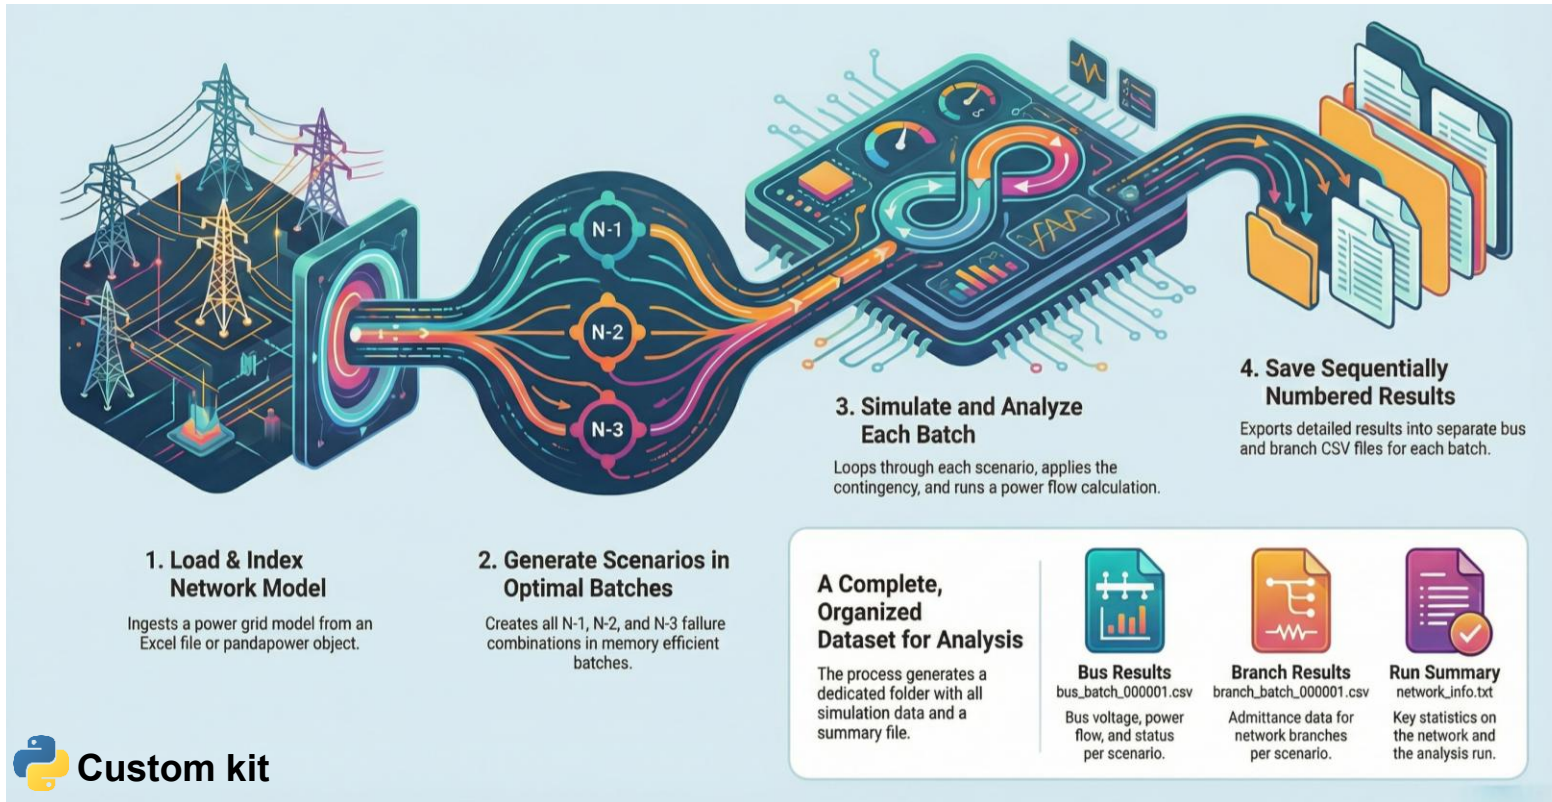 N-1
N-2
N-3
1. Load & Index
Network Model
Ingests a power grid model from an
Excel file or pandapower object.
2. Generate Scenarios in
Optimal Batches
Creates all N-1, N-2, and N-3 fallure
combinations in memory efficient
batches.
3. Simulate and Analyze
Each Batch
Loops through each scenario, applies the
contingency, and runs a power flow calculation.
4. Save Sequentially
Numbered Results
Exports detailed results into separate bus
and branch CSV files for each batch.
A Complete,
Organized
Dataset for Analysis
The process generates a
dedicated folder with all
simulation data and a
summary file.
Bus Results
bus_batch_000001.csv
Bus voltage, power
flow, and status
per scenario.
Branch Results
branch_batch_000001.csv
Admittance data for
network branches
per scenario.
Run Summary
network_info.txt
Key statistics on
the network and
the analysis run.
Custom kit